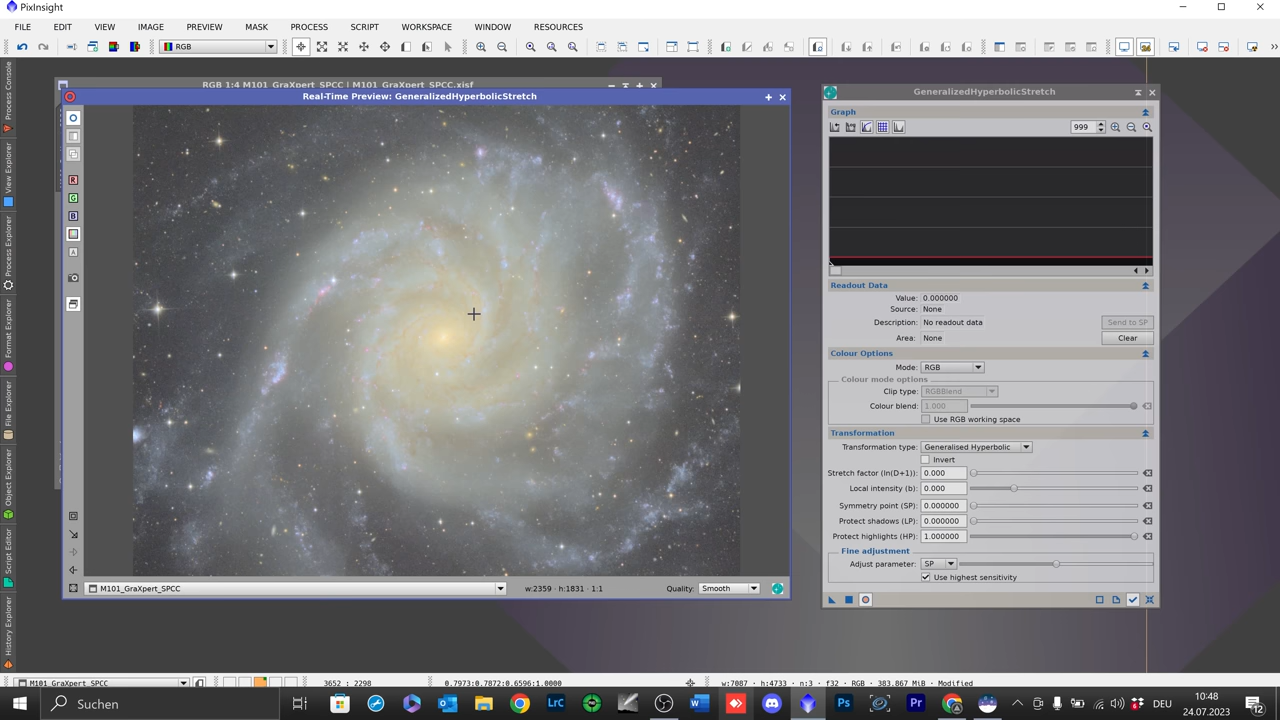 PixInsight
FILE EDIT VIEW IMAGE PREVIEW MASK PROCESS SCRIPT WORKSPACE WINDOW RESOURCES
RGB
Process Console
View Explorer
Process Explorer
Format Explorer
File Explorer
Object Explorer
Script Editor
History Explorer
RGB 1:4 M101_GraXpert_SPCC | M101_GraXpert_SPCC.xisf
Real-Time Preview: GeneralizedHyperbolicStretch
R
G
B
A
M101_GraXpert_SPCC
w:2359 · h:1831 · 1:1
Quality: Smooth
GeneralizedHyperbolicStretch
Graph
999
Readout Data
Value: 0.000000
Source: None
Description: No readout data
Send to SP
Area: None
Clear
Colour Options
Mode: RGB
Colour mode options
Clip type: RGBBlend
Colour blend: 1.000
Use RGB working space
Transformation
Transformation type: Generalised Hyperbolic
Invert
Stretch factor (ln(D+1)): 0.000
Local intensity (b): 0.000
Symmetry point (SP): 0.000000
Protect shadows (LP): 0.000000
Protect highlights (HP): 1.000000
Fine adjustment
Adjust parameter: SP
Use highest sensitivity
M101_GraXpert_SPCC
3652 : 2298
0.7973;0.7872;0.6596;1.0000
w:7087 · h:4733 · n:3 · f32 · RGB · 383.867 MiB · Modified
Suchen
LrC
Ps
Pr
DEU
10:48
24.07.2023